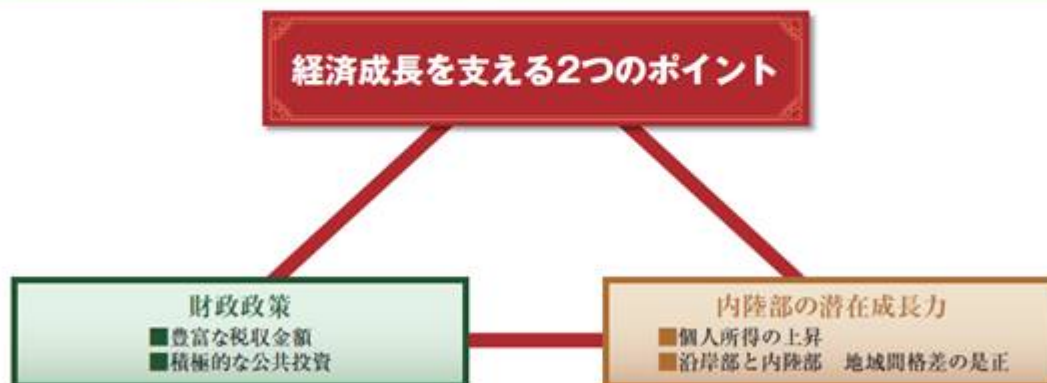 経済成長を支える2つのポイント
財政政策
■豊富な税収金額
■積極的な公共投資
内陸部の潜在成長力
■個人所得の上昇
■沿岸部と内陸部　地域間格差の是正